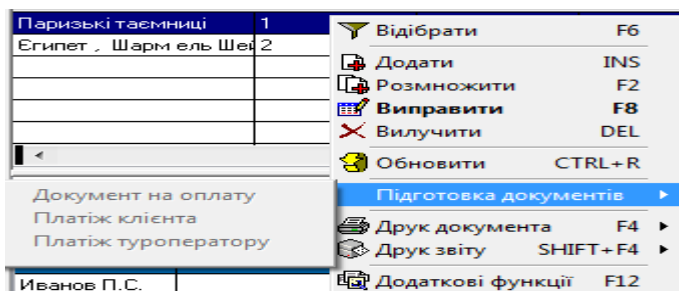 Паризькі таємниці 1
Єгипет , Шарм ель Шей 2
Відібрати F6
Додати INS
Розмножити F2
Виправити F8
Вилучити DEL
Обновити CTRL+R
Підготовка документів
Документ на оплату
Платіж клієнта
Платіж туроператору
Друк документа F4
Друк звіту SHIFT+F4
Додаткові функції F12
Иванов П.С.